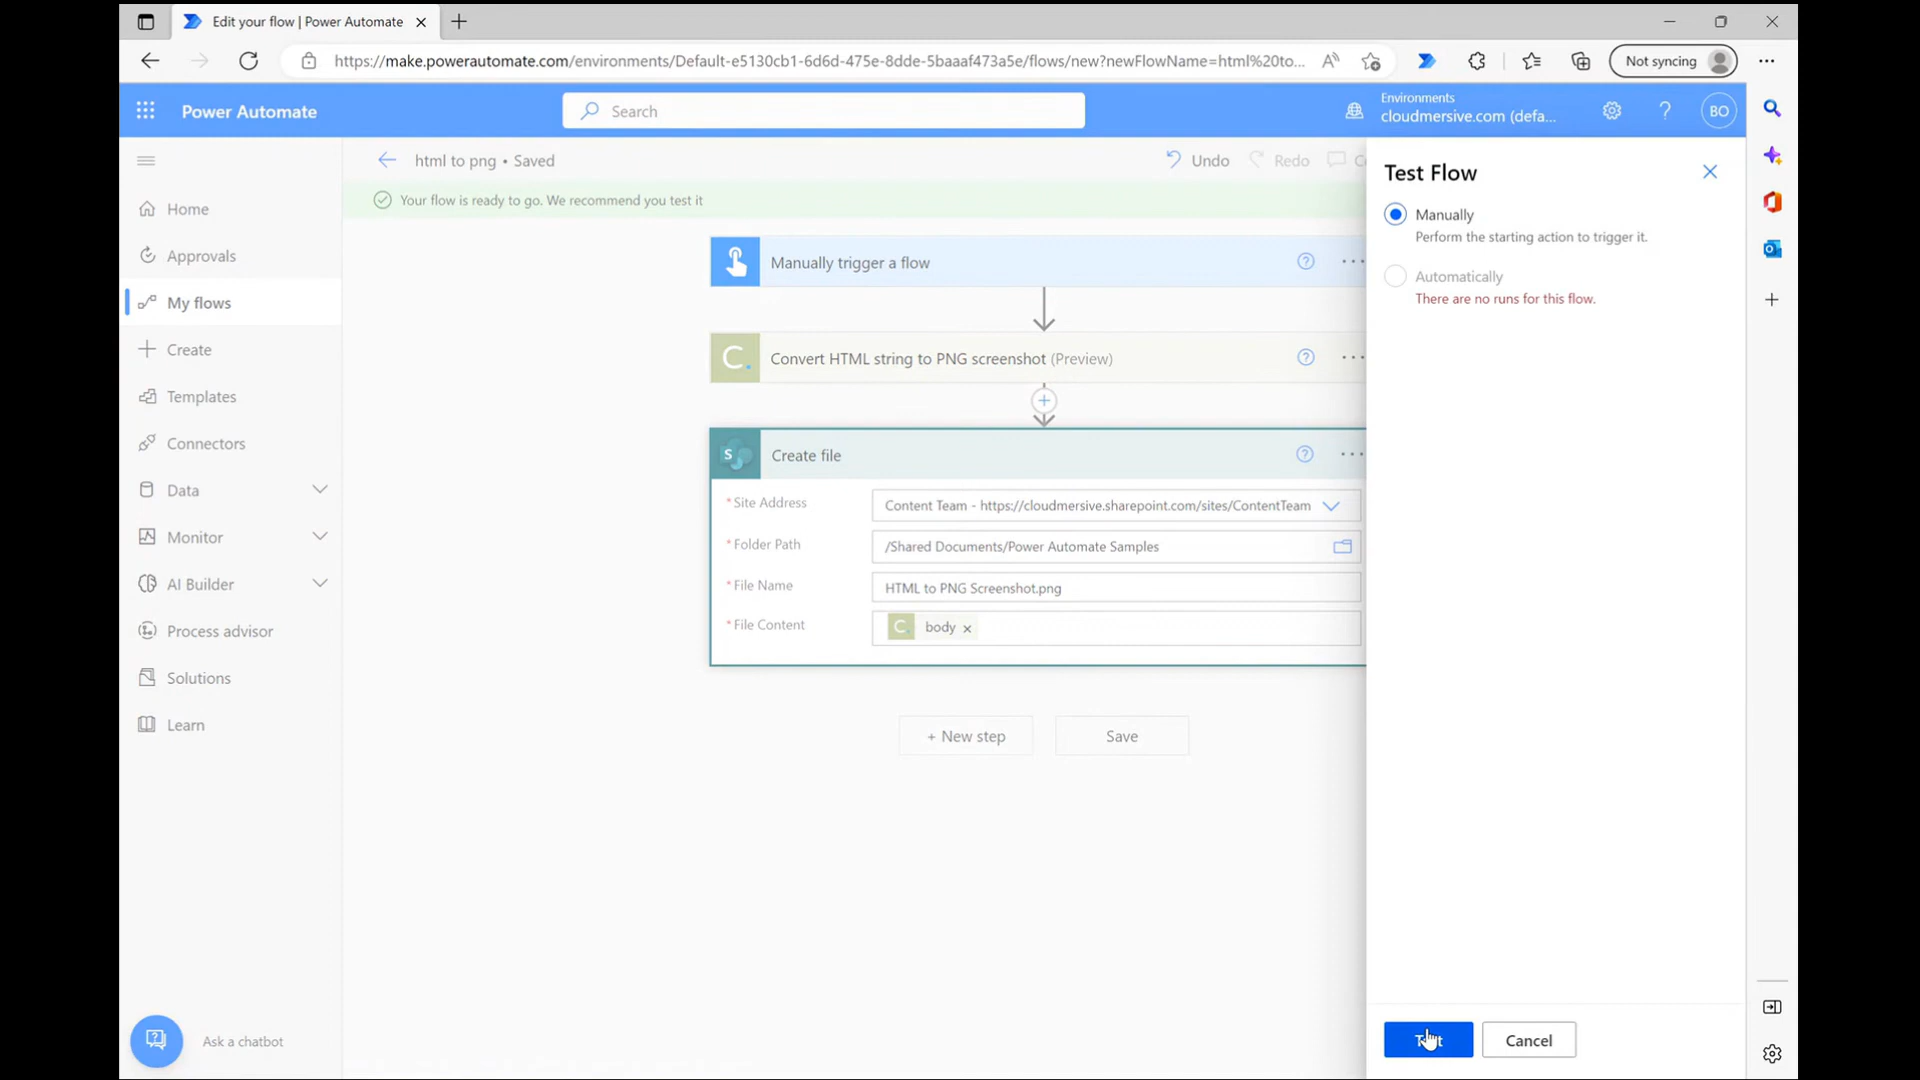 Edit your flow | Power Automate
https://make.powerautomate.com/environments/Default-e5130cb1-6d6d-475e-8dde-5baaaf473a5e/flows/new?newFlowName=html%20to...
Not syncing
Power Automate
Search
Environments
cloudmersive.com (defa...
BO
html to png • Saved
Undo
Redo
Your flow is ready to go. We recommend you test it
Home
Approvals
My flows
Create
Templates
Connectors
Data
Monitor
AI Builder
Process advisor
Solutions
Learn
Ask a chatbot
Manually trigger a flow
C. Convert HTML string to PNG screenshot (Preview)
S Create file
* Site Address Content Team - https://cloudmersive.sharepoint.com/sites/ContentTeam
* Folder Path /Shared Documents/Power Automate Samples
* File Name HTML to PNG Screenshot.png
* File Content C. body ×
+ New step Save
Test Flow
Manually
Perform the starting action to trigger it.
Automatically
There are no runs for this flow.
Cancel